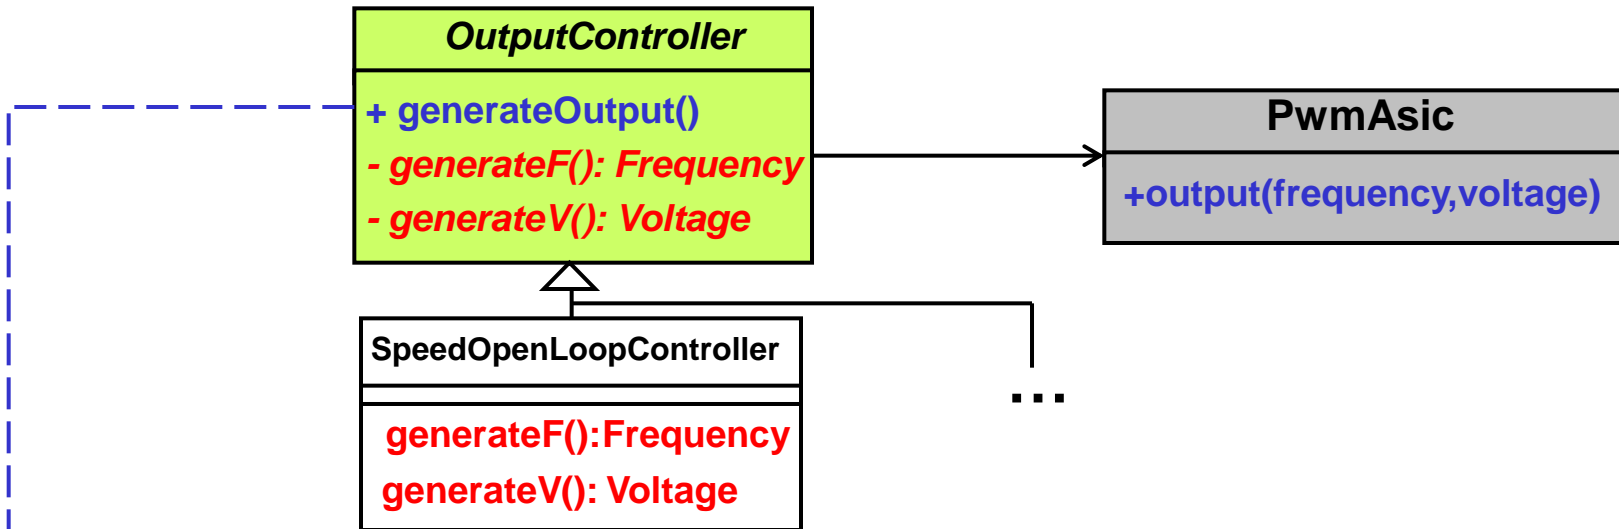 OutputController
+ generateOutput()
- generateF(): Frequency
- generateV(): Voltage
PwmAsic
+output(frequency,voltage)
SpeedOpenLoopController
generateF():Frequency
generateV(): Voltage
...